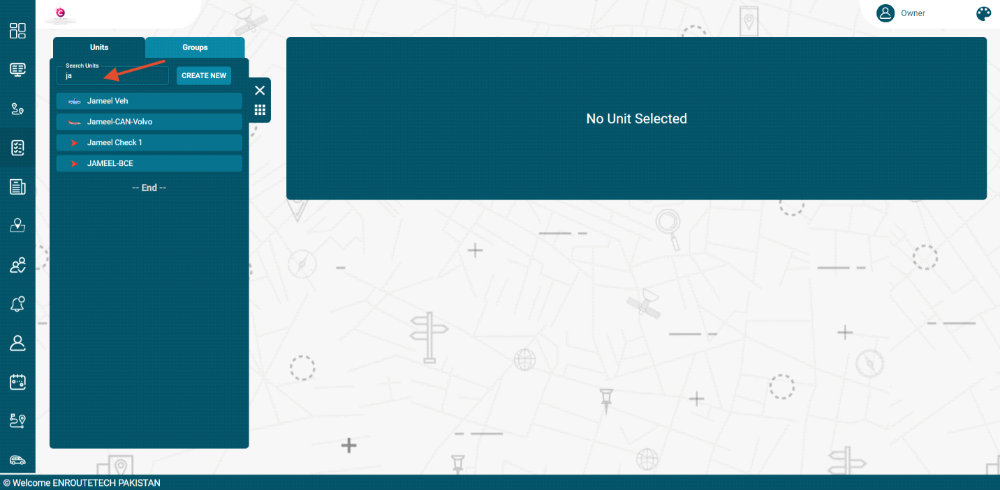 Owner
Units
Groups
Search Units
ja
CREATE NEW
Jameel Veh
Jameel-CAN-Volvo
Jameel Check 1
JAMEEL-BCE
-- End --
No Unit Selected
© Welcome ENROUTETECH PAKISTAN